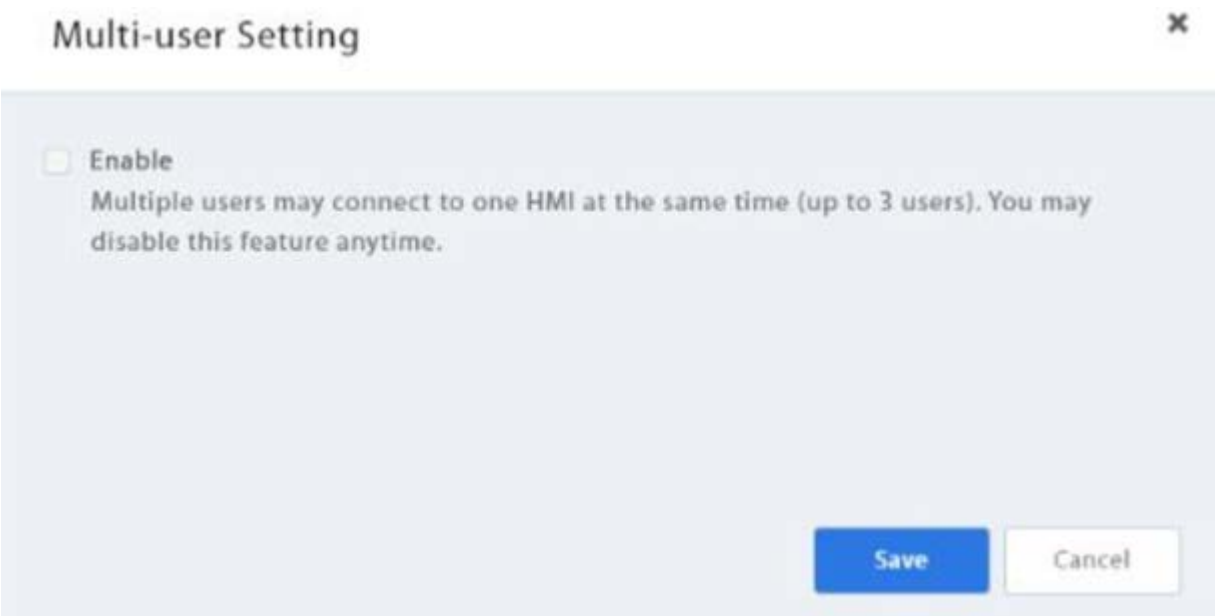 Multi-user Setting
Enable
Multiple users may connect to one HMI at the same time (up to 3 users). You may
disable this feature anytime.
Save
Cancel